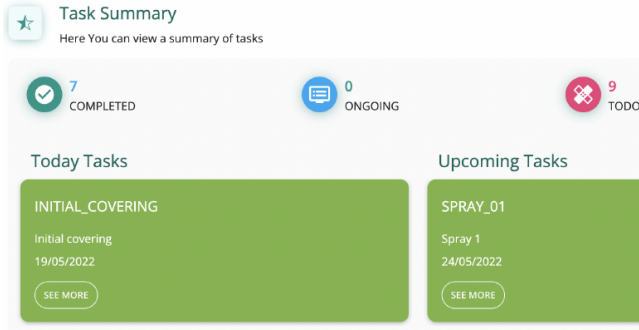 Task Summary
Here You can view a summary of tasks
7
COMPLETED
0
ONGOING
9
TODO
Today Tasks
INITIAL_COVERING
Initial covering
19/05/2022
SEE MORE
Upcoming Tasks
SPRAY_01
Spray 1
24/05/2022
SEE MORE